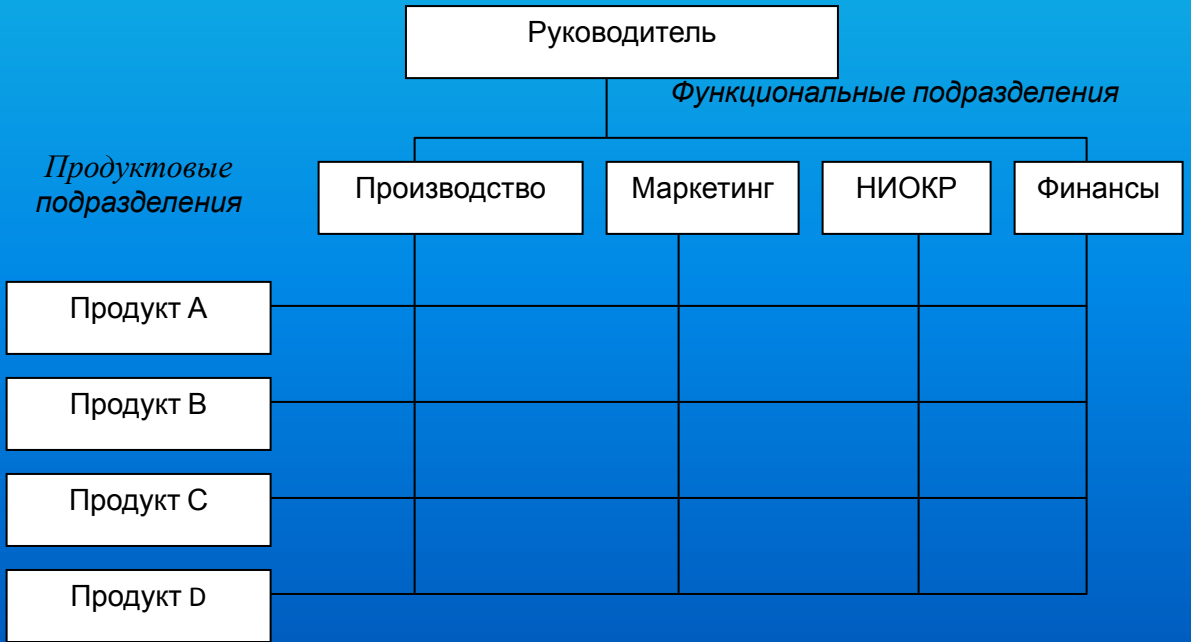 Руководитель
Функциональные подразделения
Продуктовые
подразделения
Производство
Маркетинг
НИОКР
Финансы
Продукт А
Продукт В
Продукт С
Продукт D